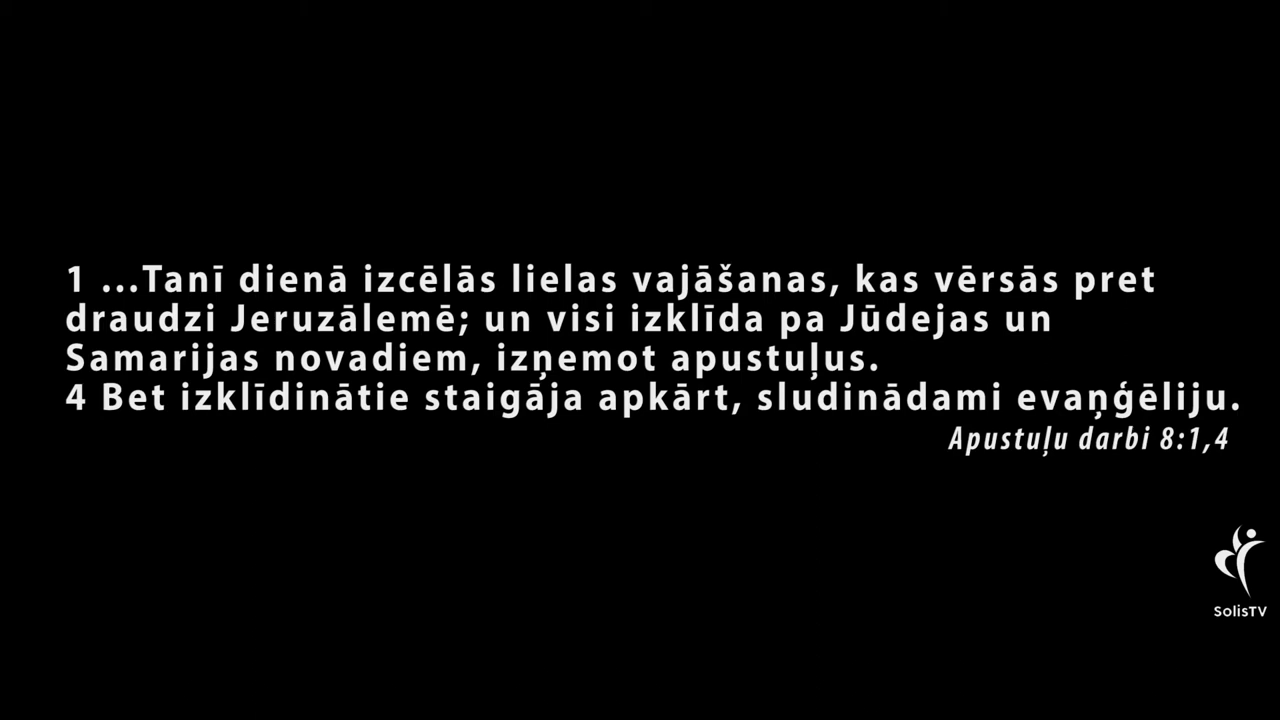 1 ...Tanī dienā izcēlās lielas vajāšanas, kas vērsās pret
draudzi Jeruzālemē; un visi izklīda pa Jūdejas un
Samarijas novadiem, izņemot apustuļus.
4 Bet izklīdinātie staigāja apkārt, sludinādami evaņģēliju.
Apustuļu darbi 8:1,4
SolisTV